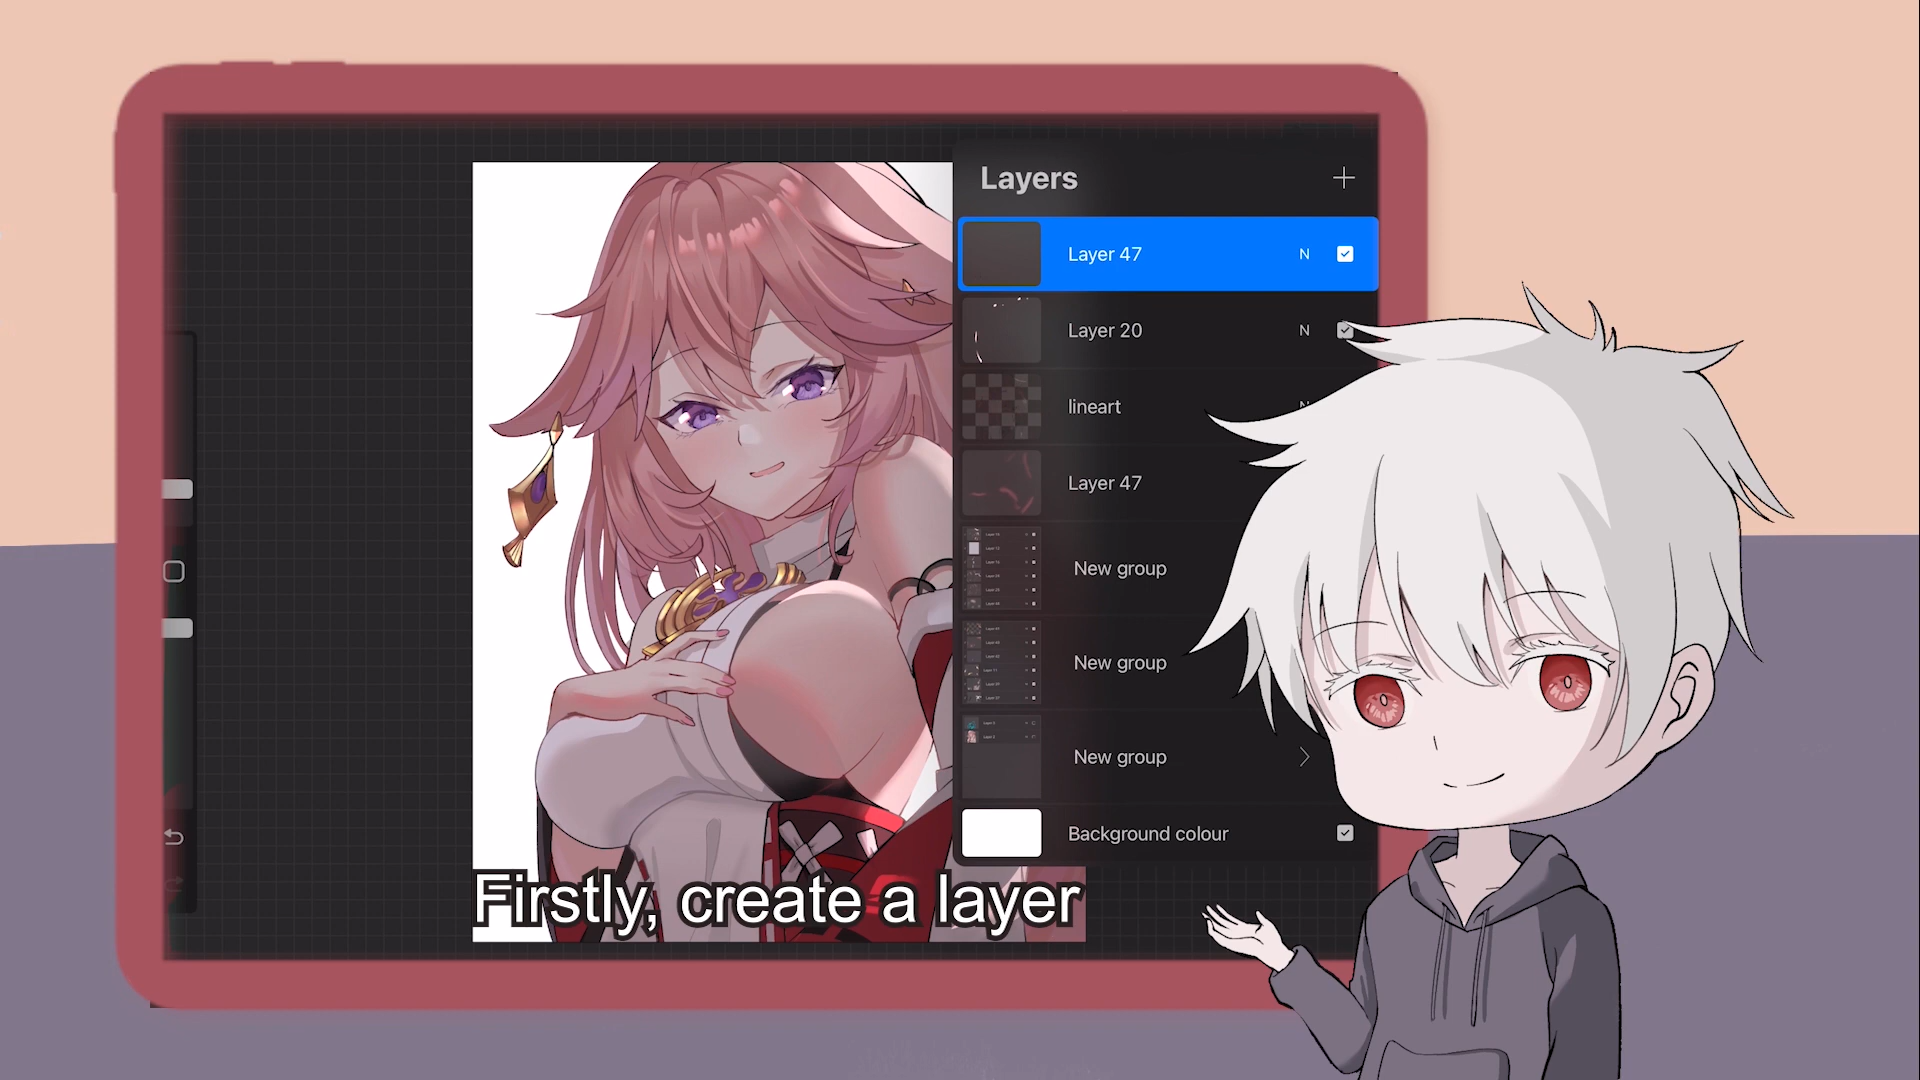 Layers
Layer 47 N
Layer 20 N
lineart N
Layer 47
New group
New group
New group
Background colour
Firstly, create a layer